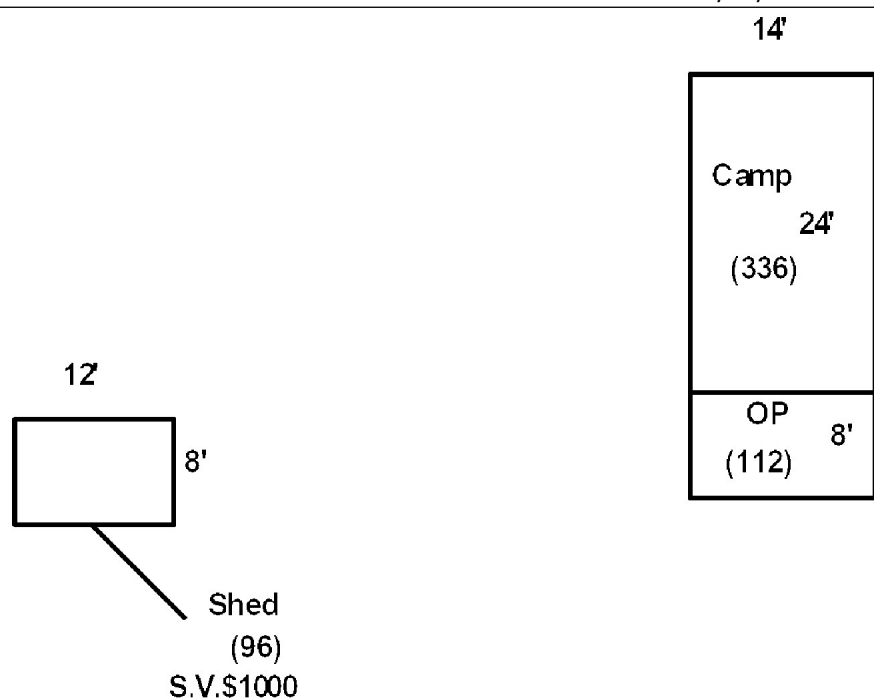 14'
Camp
24'
(336)
12'
OP
8'
(112)
8'
Shed
(96)
S.V.$1000